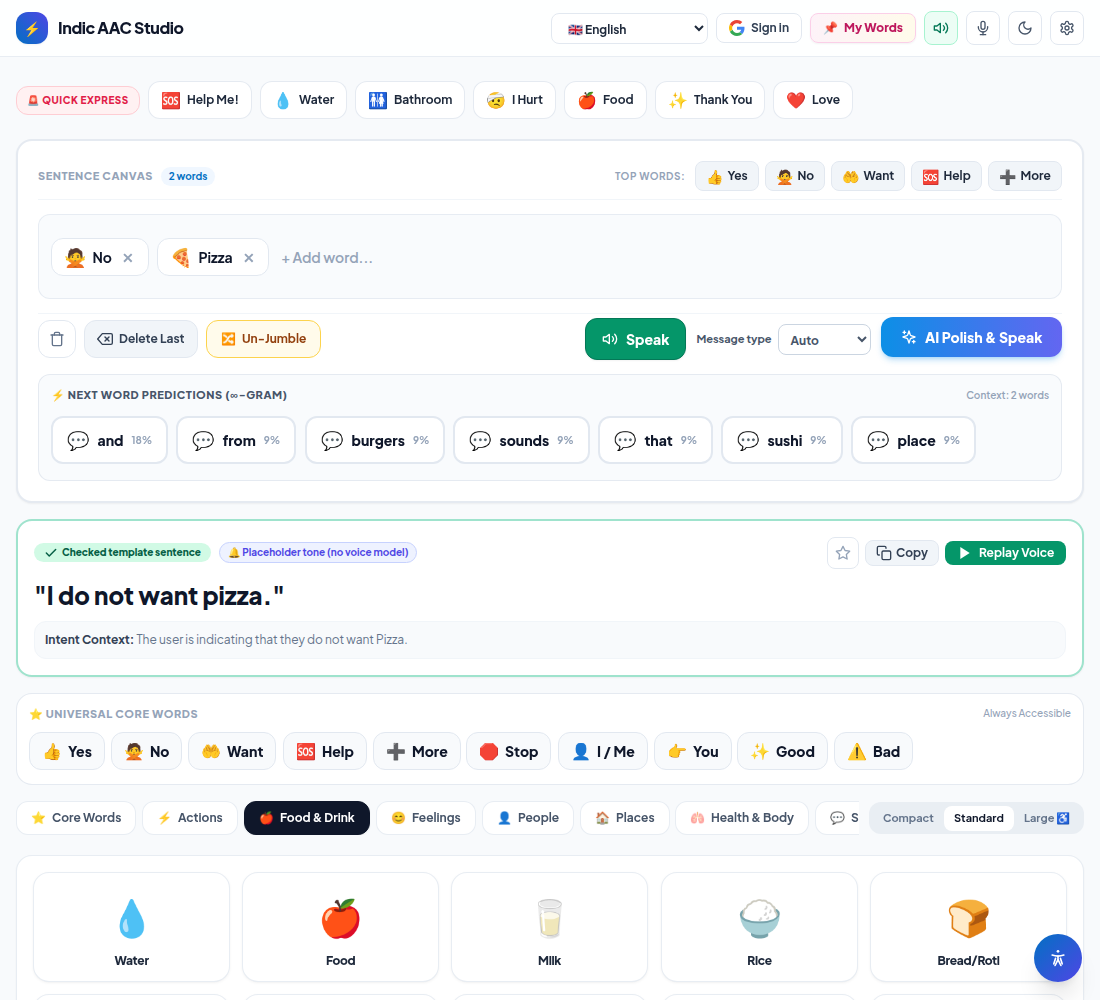 Indic AAC Studio
English
Sign in
My Words
QUICK EXPRESS
Help Me!
Water
Bathroom
I Hurt
Food
Thank You
Love
SENTENCE CANVAS
2 words
TOP WORDS:
Yes
No
Want
Help
More
No
Pizza
+ Add word...
Delete Last
Un-Jumble
Speak
Message type
Auto
AI Polish & Speak
NEXT WORD PREDICTIONS (∞-GRAM)
Context: 2 words
and 18%
from 9%
burgers 9%
sounds 9%
that 9%
sushi 9%
place 9%
Checked template sentence
Placeholder tone (no voice model)
Copy
Replay Voice
"I do not want pizza."
Intent Context: The user is indicating that they do not want Pizza.
UNIVERSAL CORE WORDS
Always Accessible
Yes
No
Want
Help
More
Stop
I / Me
You
Good
Bad
Core Words
Actions
Food & Drink
Feelings
People
Places
Health & Body
S
Compact
Standard
Large
Water
Food
Milk
Rice
Bread/Roti